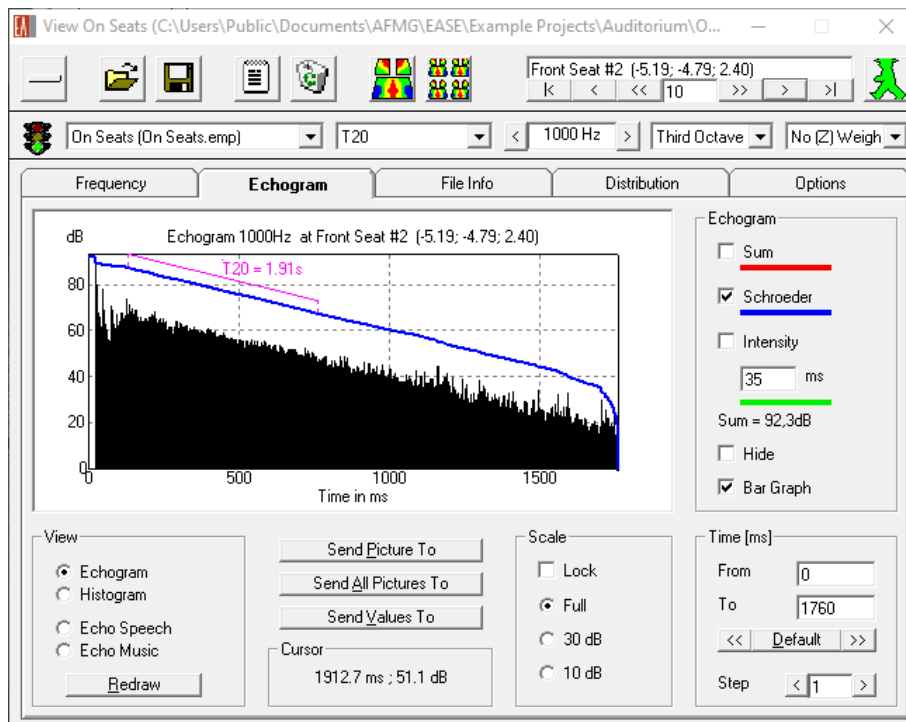 View On Seats (C:\Users\Public\Documents\AFMG\EASE\Example Projects\Auditorium\O...
Front Seat #2 (-5.19; -4.79; 2.40)
|< < << 10 >> > >|
On Seats (On Seats.emp) T20 < 1000 Hz > Third Octave No (Z) Weigh
Frequency Echogram File Info Distribution Options
dB Echogram 1000Hz at Front Seat #2 (-5.19; -4.79; 2.40)
T20 = 1.91s
80
60
40
20
0
0 500 1000 1500
Time in ms
Echogram
Sum
Schroeder
Intensity
35 ms
Sum = 92,3dB
Hide
Bar Graph
View
Echogram
Histogram
Echo Speech
Echo Music
Redraw
Send Picture To
Send All Pictures To
Send Values To
Cursor
1912.7 ms ; 51.1 dB
Scale
Lock
Full
30 dB
10 dB
Time [ms]
From 0
To 1760
<< Default >>
Step < 1 >